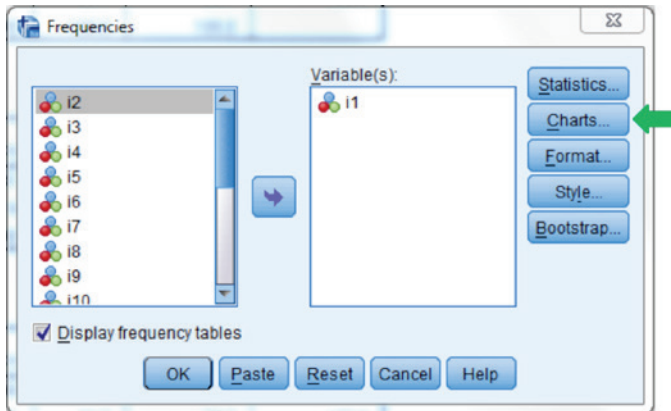 Frequencies
Variable(s):
i2
i3
i4
i5
i6
i7
i8
i9
i10
i1
Statistics...
Charts...
Format...
Style...
Bootstrap...
Display frequency tables
OK
Paste
Reset
Cancel
Help